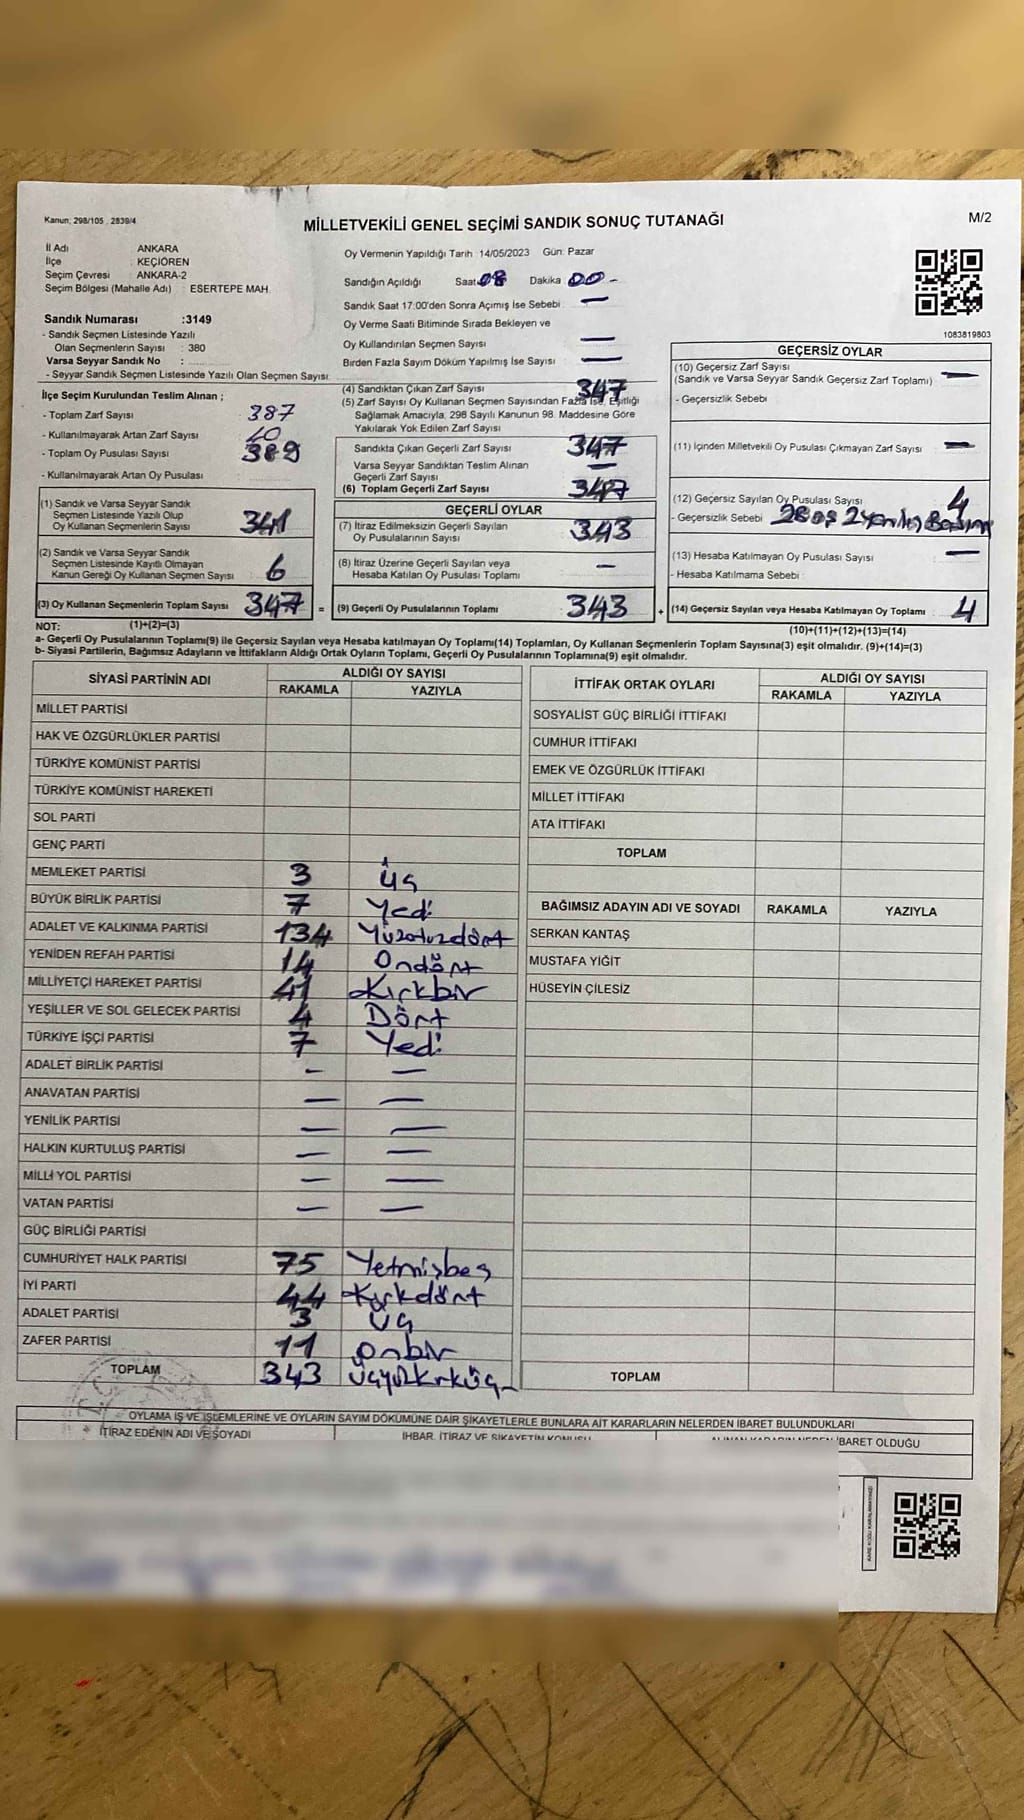 Kanun: 298/105 , 2839/4
MİLLETVEKİLİ GENEL SEÇİMİ SANDIK SONUÇ TUTANAĞI
M/2
İl Adı ANKARA
İlçe : KEÇİÖREN
Seçim Çevresi : ANKARA-2
Seçim Bölgesi (Mahalle Adı) : ESERTEPE MAH.
Sandık Numarası :3149
- Sandık Seçmen Listesinde Yazılı
Olan Seçmenlerin Sayısı : 380
Varsa Seyyar Sandık No :
- Seyyar Sandık Seçmen Listesinde Yazılı Olan Seçmen Sayısı
Oy Vermenin Yapıldığı Tarih : 14/05/2023 Gün: Pazar
Sandığın Açıldığı Saat 08 Dakika 00 -
Sandık Saat 17:00'den Sonra Açımış İse Sebebi : —
Oy Verme Saati Bitiminde Sırada Bekleyen ve
Oy Kullandırılan Seçmen Sayısı —
Birden Fazla Sayım Döküm Yapılmış İse Sayısı —
1083819803
İlçe Seçim Kurulundan Teslim Alınan ;
- Toplam Zarf Sayısı 387
- Kullanılmayarak Artan Zarf Sayısı 40
- Toplam Oy Pusulası Sayısı 389
- Kullanılmayarak Artan Oy Pusulası
(1) Sandık ve Varsa Seyyar Sandık
Seçmen Listesinde Yazılı Olup
Oy Kullanan Seçmenlerin Sayısı 341
(2) Sandık ve Varsa Seyyar Sandık
Seçmen Listesinde Kayıtlı Olmayan
Kanun Gereği Oy Kullanan Seçmen Sayısı 6
(3) Oy Kullanan Seçmenlerin Toplam Sayısı 347 =
(4) Sandıktan Çıkan Zarf Sayısı 347
(5) Zarf Sayısı Oy Kullanan Seçmen Sayısından Fazla İse, Eşitliği
Sağlamak Amacıyla, 298 Sayılı Kanunun 98. Maddesine Göre
Yakılarak Yok Edilen Zarf Sayısı
Sandıkta Çıkan Geçerli Zarf Sayısı 347
Varsa Seyyar Sandıktan Teslim Alınan
Geçerli Zarf Sayısı —
(6) Toplam Geçerli Zarf Sayısı 347
GEÇERLİ OYLAR
(7) İtiraz Edilmeksizin Geçerli Sayılan
Oy Pusulalarının Sayısı 343
(8) İtiraz Üzerine Geçerli Sayılan veya
Hesaba Katılan Oy Pusulası Toplamı —
(9) Geçerli Oy Pusulalarının Toplamı 343 +
GEÇERSİZ OYLAR
(10) Geçersiz Zarf Sayısı
(Sandık ve Varsa Seyyar Sandık Geçersiz Zarf Toplamı) —
- Geçersizlik Sebebi
(11) İçinden Milletvekili Oy Pusulası Çıkmayan Zarf Sayısı —
(12) Geçersiz Sayılan Oy Pusulası Sayısı 4
- Geçersizlik Sebebi 2 Boş 2
(13) Hesaba Katılmayan Oy Pusulası Sayısı —
- Hesaba Katılmama Sebebi
(14) Geçersiz Sayılan veya Hesaba Katılmayan Oy Toplamı 4
NOT: (1)+(2)=(3)
(10)+(11)+(12)+(13)=(14)
a- Geçerli Oy Pusulalarının Toplamı(9) ile Geçersiz Sayılan veya Hesaba katılmayan Oy Toplamı(14) Toplamları, Oy Kullanan Seçmenlerin Toplam Sayısına(3) eşit olmalıdır. (9)+(14)=(3)
b- Siyasi Partilerin, Bağımsız Adayların ve İttifakların Aldığı Ortak Oyların Toplamı, Geçerli Oy Pusulalarının Toplamına(9) eşit olmalıdır.
SİYASİ PARTİNİN ADI
ALDIĞI OY SAYISI
RAKAMLA YAZIYLA
MİLLET PARTİSİ
HAK VE ÖZGÜRLÜKLER PARTİSİ
TÜRKİYE KOMÜNİST PARTİSİ
TÜRKİYE KOMÜNİST HAREKETİ
SOL PARTİ
GENÇ PARTİ
MEMLEKET PARTİSİ 3 üç
BÜYÜK BİRLİK PARTİSİ 7 Yedi
ADALET VE KALKINMA PARTİSİ 134 Yüzotuzdört
YENİDEN REFAH PARTİSİ 14 Ondört
MİLLİYETÇİ HAREKET PARTİSİ 41 Kırkbir
YEŞİLLER VE SOL GELECEK PARTİSİ 4 Dört
TÜRKİYE İŞÇİ PARTİSİ 7 Yedi
ADALET BİRLİK PARTİSİ - —
ANAVATAN PARTİSİ — —
YENİLİK PARTİSİ — —
HALKIN KURTULUŞ PARTİSİ — —
MİLLİ YOL PARTİSİ — —
VATAN PARTİSİ — —
GÜÇ BİRLİĞİ PARTİSİ
CUMHURİYET HALK PARTİSİ 75 Yetmişbeş
İYİ PARTİ 44 Kırkdört
ADALET PARTİSİ 3 üç
ZAFER PARTİSİ 11 onbir
TOPLAM 343 üçyüzkırküç
İTTİFAK ORTAK OYLARI
ALDIĞI OY SAYISI
RAKAMLA YAZIYLA
SOSYALİST GÜÇ BİRLİĞİ İTTİFAKI
CUMHUR İTTİFAKI
EMEK VE ÖZGÜRLÜK İTTİFAKI
MİLLET İTTİFAKI
ATA İTTİFAKI
TOPLAM
BAĞIMSIZ ADAYIN ADI VE SOYADI RAKAMLA YAZIYLA
SERKAN KANTAŞ
MUSTAFA YİĞİT
HÜSEYİN ÇİLESİZ
TOPLAM
OYLAMA İŞ VE İŞLEMLERİNE VE OYLARIN SAYIM DÖKÜMÜNE DAİR ŞİKAYETLERLE BUNLARA AİT KARARLARIN NELERDEN İBARET BULUNDUKLARI
İTİRAZ EDENİN ADI VE SOYADI
İHBAR, İTİRAZ VE ŞİKAYETİN KONUSU
ALINAN KARARIN NEDEN İBARET OLDUĞU